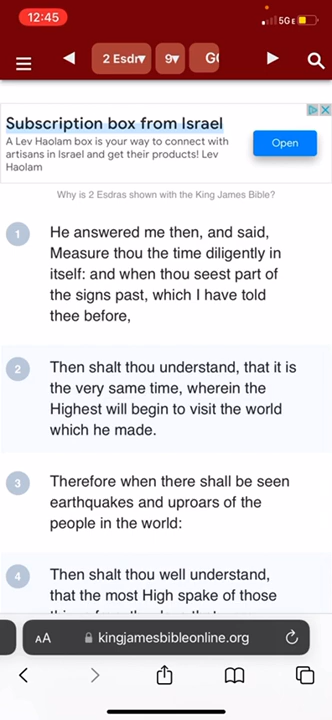 12:45
5G E
2 Esdr▾ 9▾ G
Subscription box from Israel
A Lev Haolam box is your way to connect with
artisans in Israel and get their products! Lev
Haolam
Open
Why is 2 Esdras shown with the King James Bible?
1 He answered me then, and said,
Measure thou the time diligently in
itself: and when thou seest part of
the signs past, which I have told
thee before,
2 Then shalt thou understand, that it is
the very same time, wherein the
Highest will begin to visit the world
which he made.
3 Therefore when there shall be seen
earthquakes and uproars of the
people in the world:
4 Then shalt thou well understand,
that the most High spake of those
AA kingjamesbibleonline.org